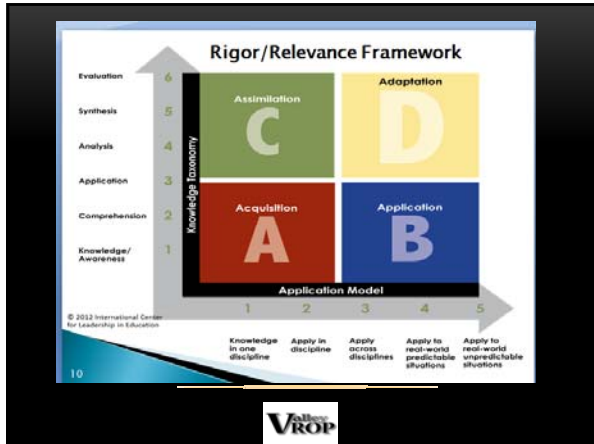 Rigor/Relevance Framework
Evaluation
6
Synthesis
5
Analysis
4
Application
3
Comprehension
2
Knowledge/
Awareness
1
Knowledge Taxonomy
Assimilation
C
Adaptation
D
Acquisition
A
Application
B
Application Model
1
2
3
4
5
Knowledge
in one
discipline
Apply in
discipline
Apply
across
disciplines
Apply to
real-world
predictable
situations
Apply to
real-world
unpredictable
situations
© 2012 International Center
for Leadership in Education
10
Valley
ROP